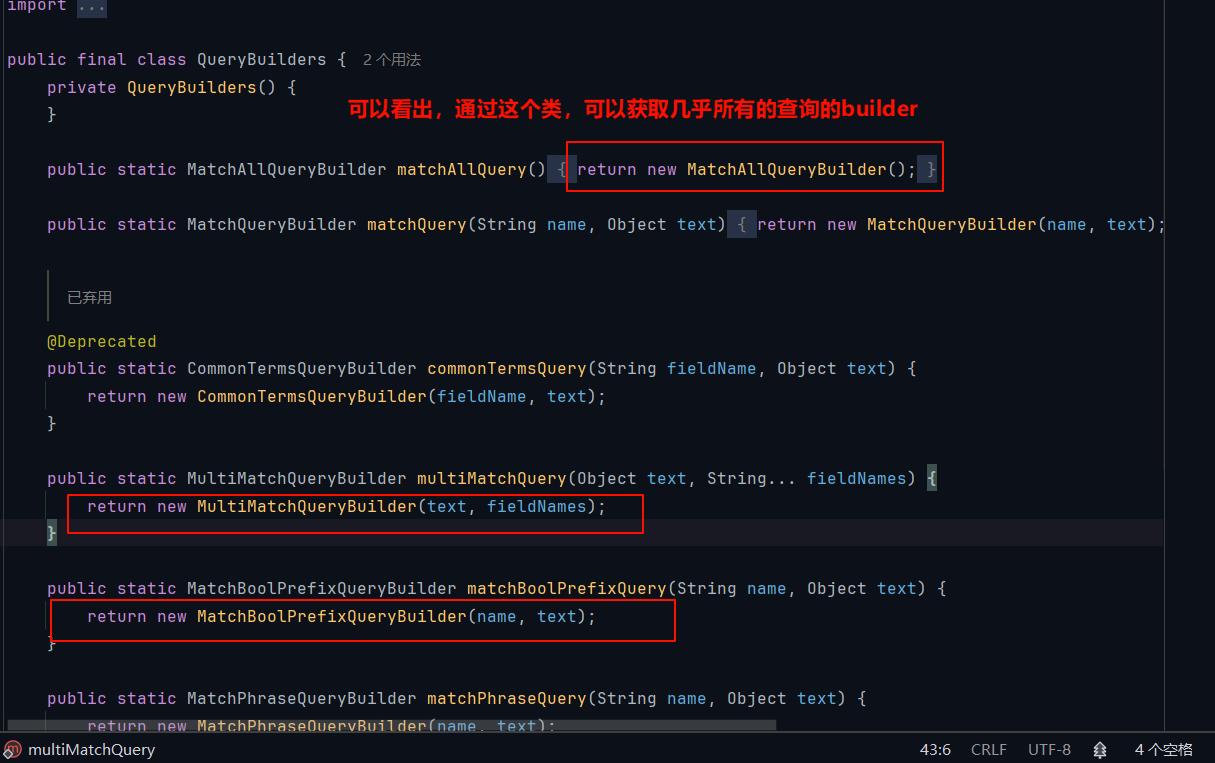 import ...
public final class QueryBuilders { 2 个用法
private QueryBuilders() {
}
可以看出，通过这个类，可以获取几乎所有的查询的builder
public static MatchAllQueryBuilder matchAllQuery() { return new MatchAllQueryBuilder(); }
public static MatchQueryBuilder matchQuery(String name, Object text) { return new MatchQueryBuilder(name, text);
已弃用
@Deprecated
public static CommonTermsQueryBuilder commonTermsQuery(String fieldName, Object text) {
return new CommonTermsQueryBuilder(fieldName, text);
}
public static MultiMatchQueryBuilder multiMatchQuery(Object text, String... fieldNames) {
return new MultiMatchQueryBuilder(text, fieldNames);
}
public static MatchBoolPrefixQueryBuilder matchBoolPrefixQuery(String name, Object text) {
return new MatchBoolPrefixQueryBuilder(name, text);
}
public static MatchPhraseQueryBuilder matchPhraseQuery(String name, Object text) {
return new MatchPhraseQueryBuilder(name, text);
m multiMatchQuery 43:6 CRLF UTF-8 4 个空格